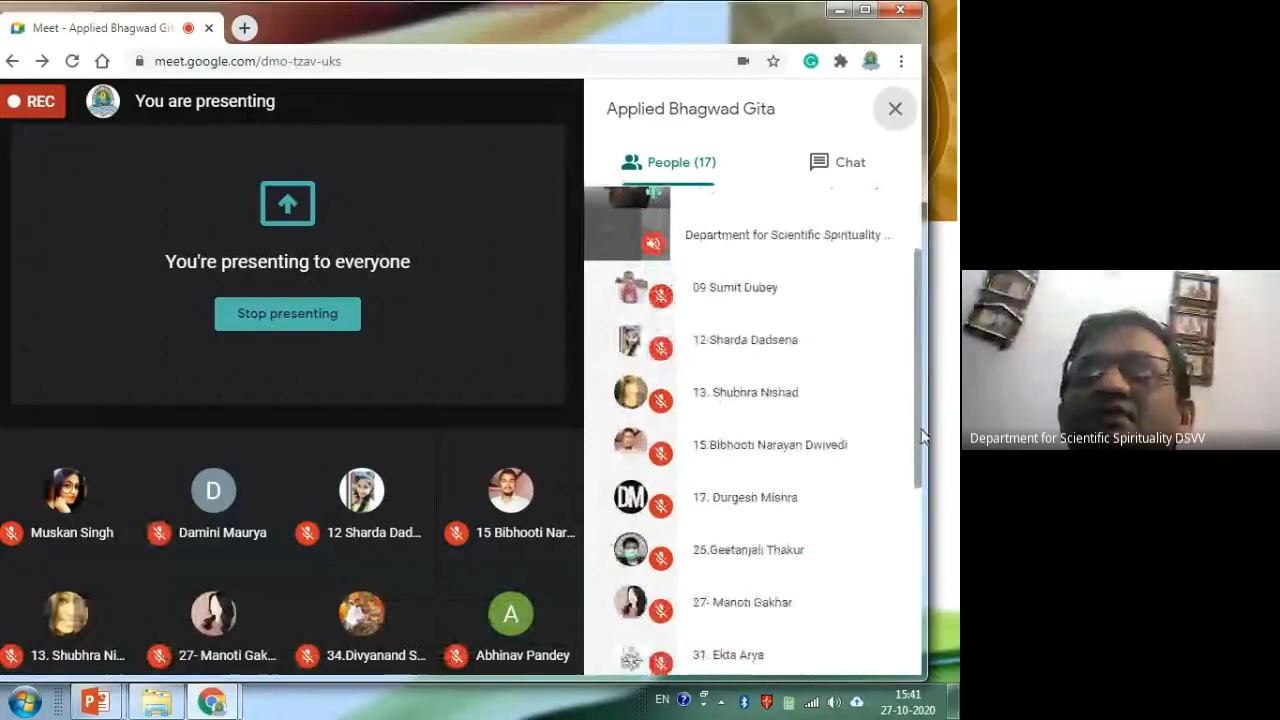 Meet - Applied Bhagwad Git
meet.google.com/dmo-tzav-uks
REC
You are presenting
You're presenting to everyone
Stop presenting
Muskan Singh
Damini Maurya
12 Sharda Dad...
15 Bibhooti Nar...
13. Shubhra Ni...
27- Manoti Gak...
34.Divyanand S...
A
Abhinav Pandey
D
Applied Bhagwad Gita
People (17)
Chat
Department for Scientific Spirituality ...
09 Sumit Dubey
12 Sharda Dadsena
13. Shubhra Nishad
15.Bibhooti Narayan Dwivedi
DM
17. Durgesh Mishra
25.Geetanjali Thakur
27- Manoti Gakhar
31. Ekta Arya
Department for Scientific Spirituality DSVV
EN
15:41
27-10-2020